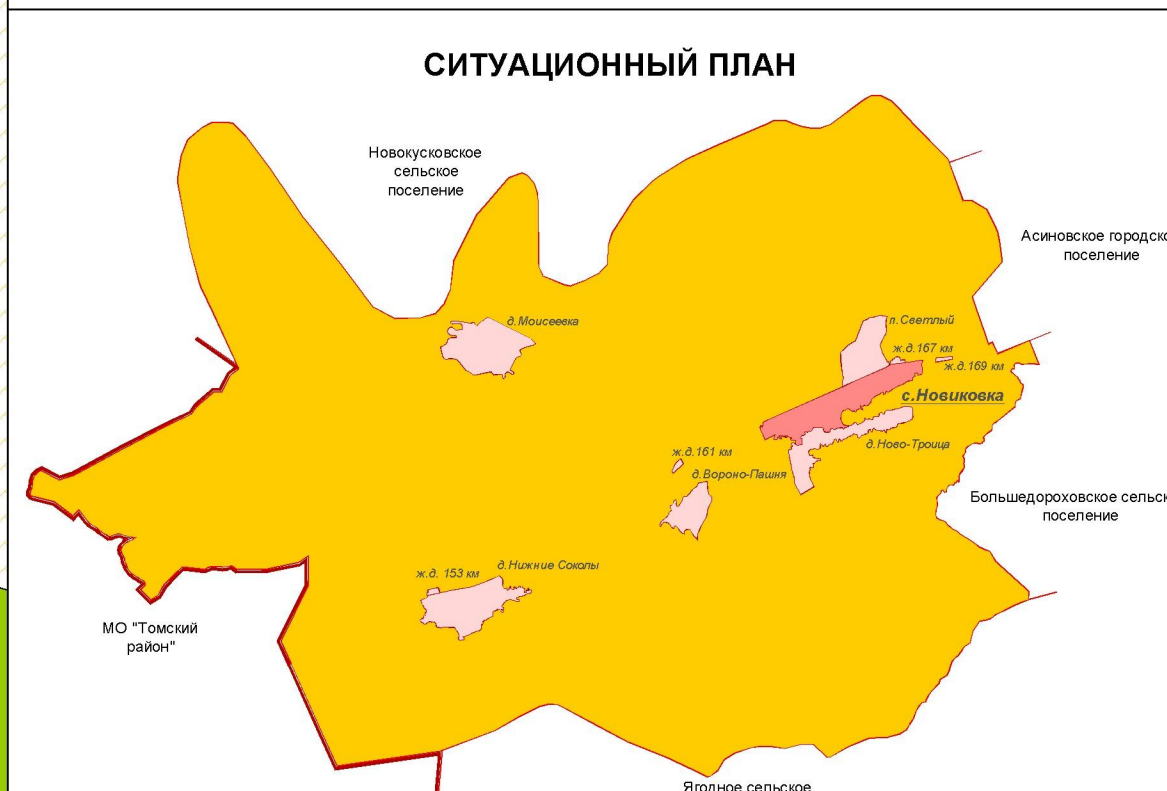 СИТУАЦИОННЫЙ ПЛАН
Новокусковское
сельское
поселение
Асиновское городско
поселение
д.Моисеевка
п.Светлый
ж.д.167 км
ж.д.169 км
с.Новиковка
д.Ново-Троица
ж.д.161 км
д.Вороно-Пашня
Большедороховское сельск
поселение
ж.д. 153 км
д.Нижние Соколы
МО "Томский
район"
Ягодное сельское